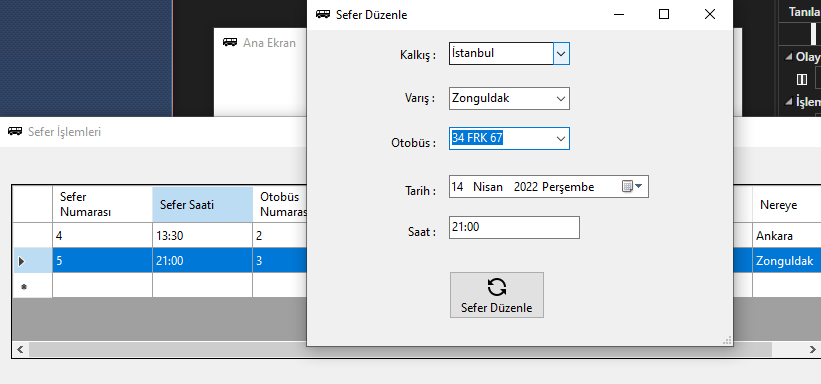 Sefer Düzenle
Tanıla
Ana Ekran
Olay
İşlem
Kalkış :
İstanbul
Varış :
Zonguldak
Otobüs :
34 FRK 67
Tarih :
14 Nisan 2022 Perşembe
Saat :
21:00
Sefer Düzenle
Sefer İşlemleri
Sefer
Numarası
Sefer Saati
Otobüs
Numaras
Nereye
4
13:30
2
Ankara
5
21:00
3
Zonguldak